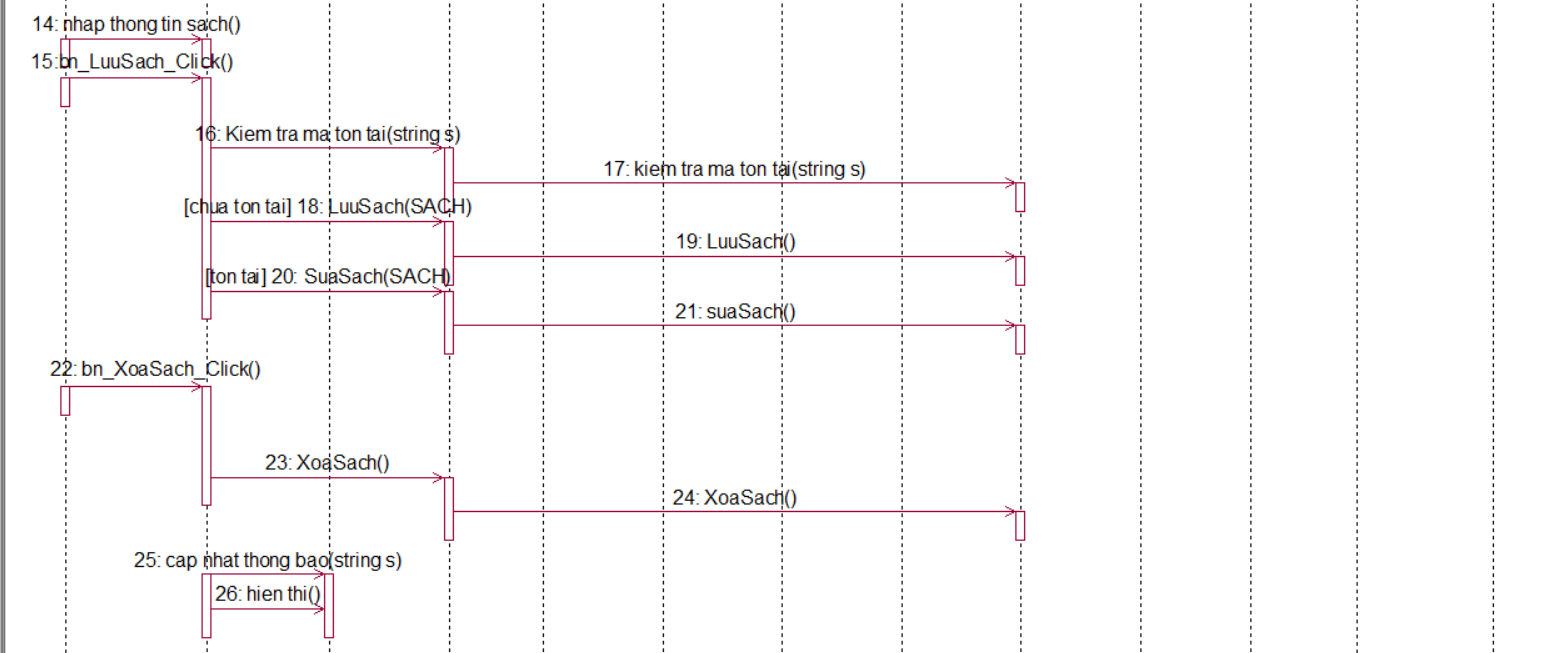 14: nhap thong tin sach()
15:bn_LuuSach_Click()
16: Kiem tra ma ton tai(string s)
17: kiem tra ma ton tai(string s)
[chua ton tai] 18: LuuSach(SACH)
19: LuuSach()
[ton tai] 20: SuaSach(SACH)
21: suaSach()
22: bn_XoaSach_Click()
23: XoaSach()
24: XoaSach()
25: cap nhat thong bao(string s)
26: hien thi()